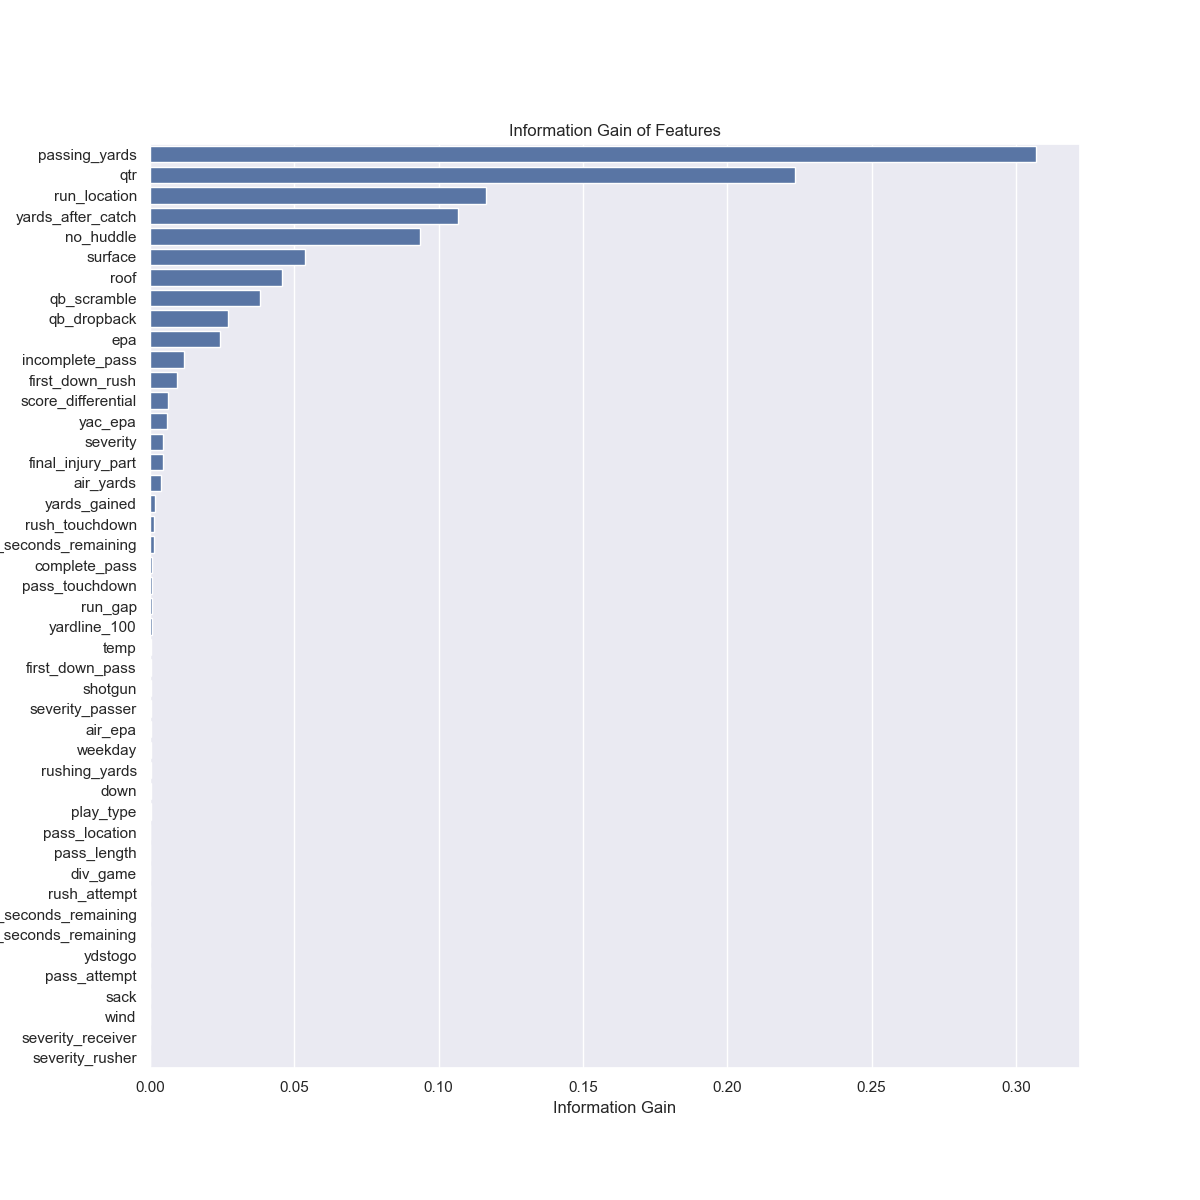 Information Gain of Features
passing_yards
qtr
run_location
yards_after_catch
no_huddle
surface
roof
qb_scramble
qb_dropback
epa
incomplete_pass
first_down_rush
score_differential
yac_epa
severity
final_injury_part
air_yards
yards_gained
rush_touchdown
_seconds_remaining
complete_pass
pass_touchdown
run_gap
yardline_100
temp
first_down_pass
shotgun
severity_passer
air_epa
weekday
rushing_yards
down
play_type
pass_location
pass_length
div_game
rush_attempt
_seconds_remaining
_seconds_remaining
ydstogo
pass_attempt
sack
wind
severity_receiver
severity_rusher
0.00 0.05 0.10 0.15 0.20 0.25 0.30
Information Gain